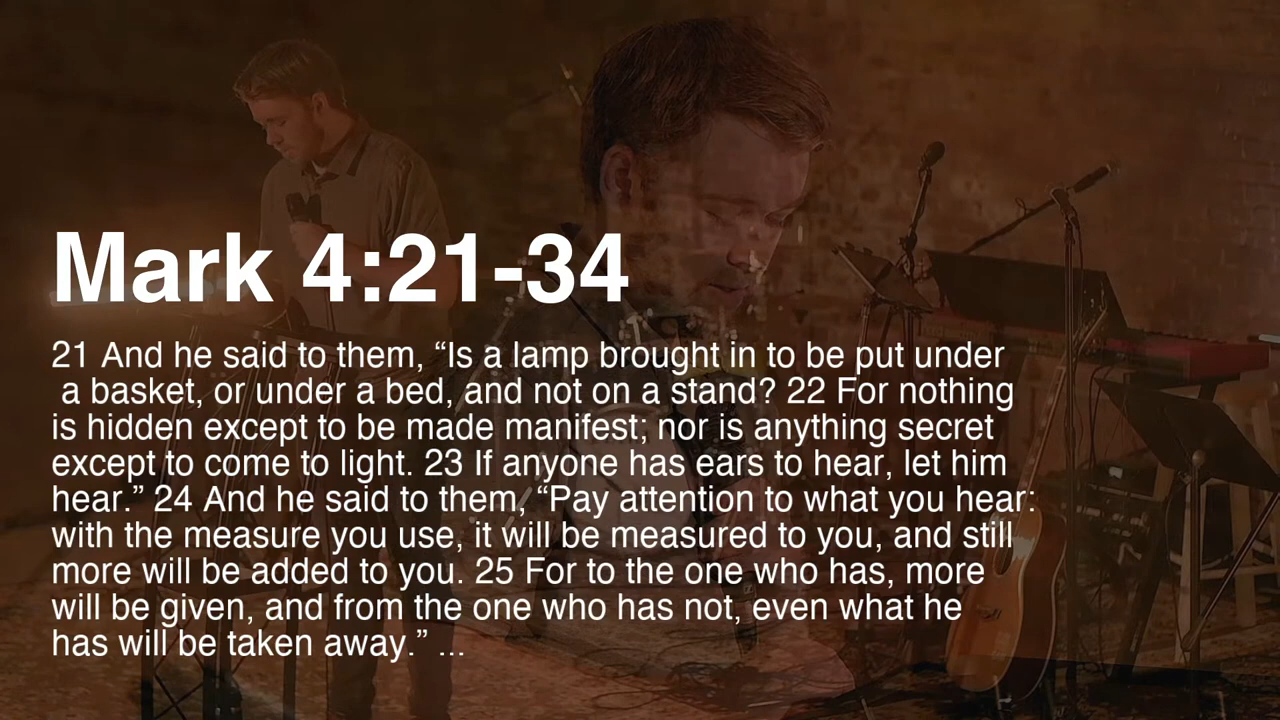 Mark 4:21-34
21 And he said to them, “Is a lamp brought in to be put under
a basket, or under a bed, and not on a stand? 22 For nothing
is hidden except to be made manifest; nor is anything secret
except to come to light. 23 If anyone has ears to hear, let him
hear.” 24 And he said to them, “Pay attention to what you hear:
with the measure you use, it will be measured to you, and still
more will be added to you. 25 For to the one who has, more
will be given, and from the one who has not, even what he
has will be taken away.” ...